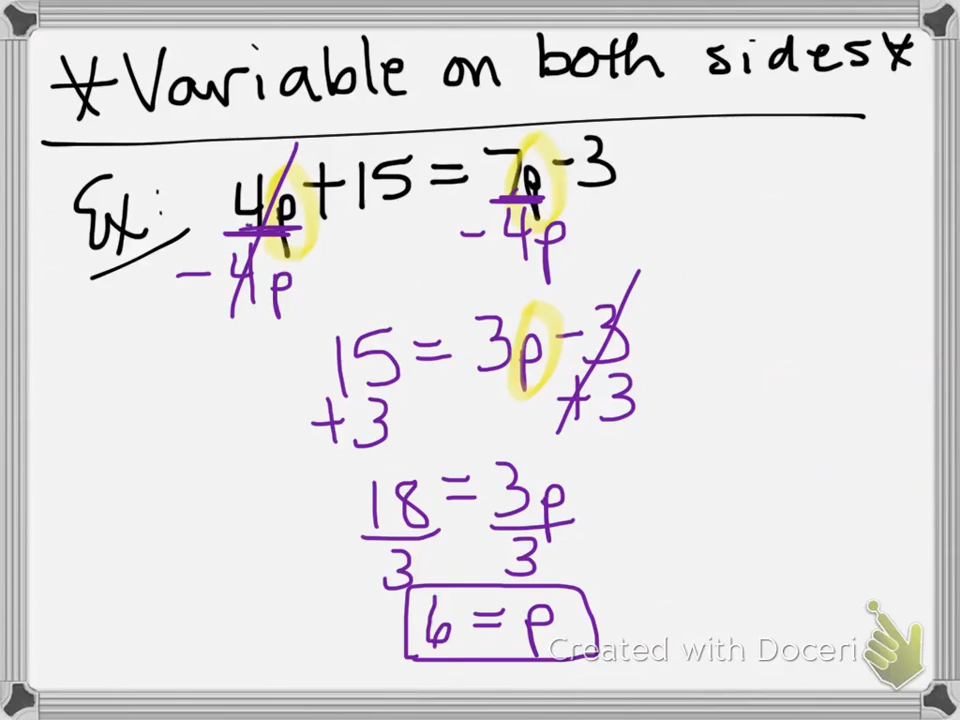 *Variable on both sides*
Ex: 4p+15 = 7p-3
-4p -4p
15 = 3p-3
+3 +3
18 = 3p
3 3
6 = p
Created with Doceri